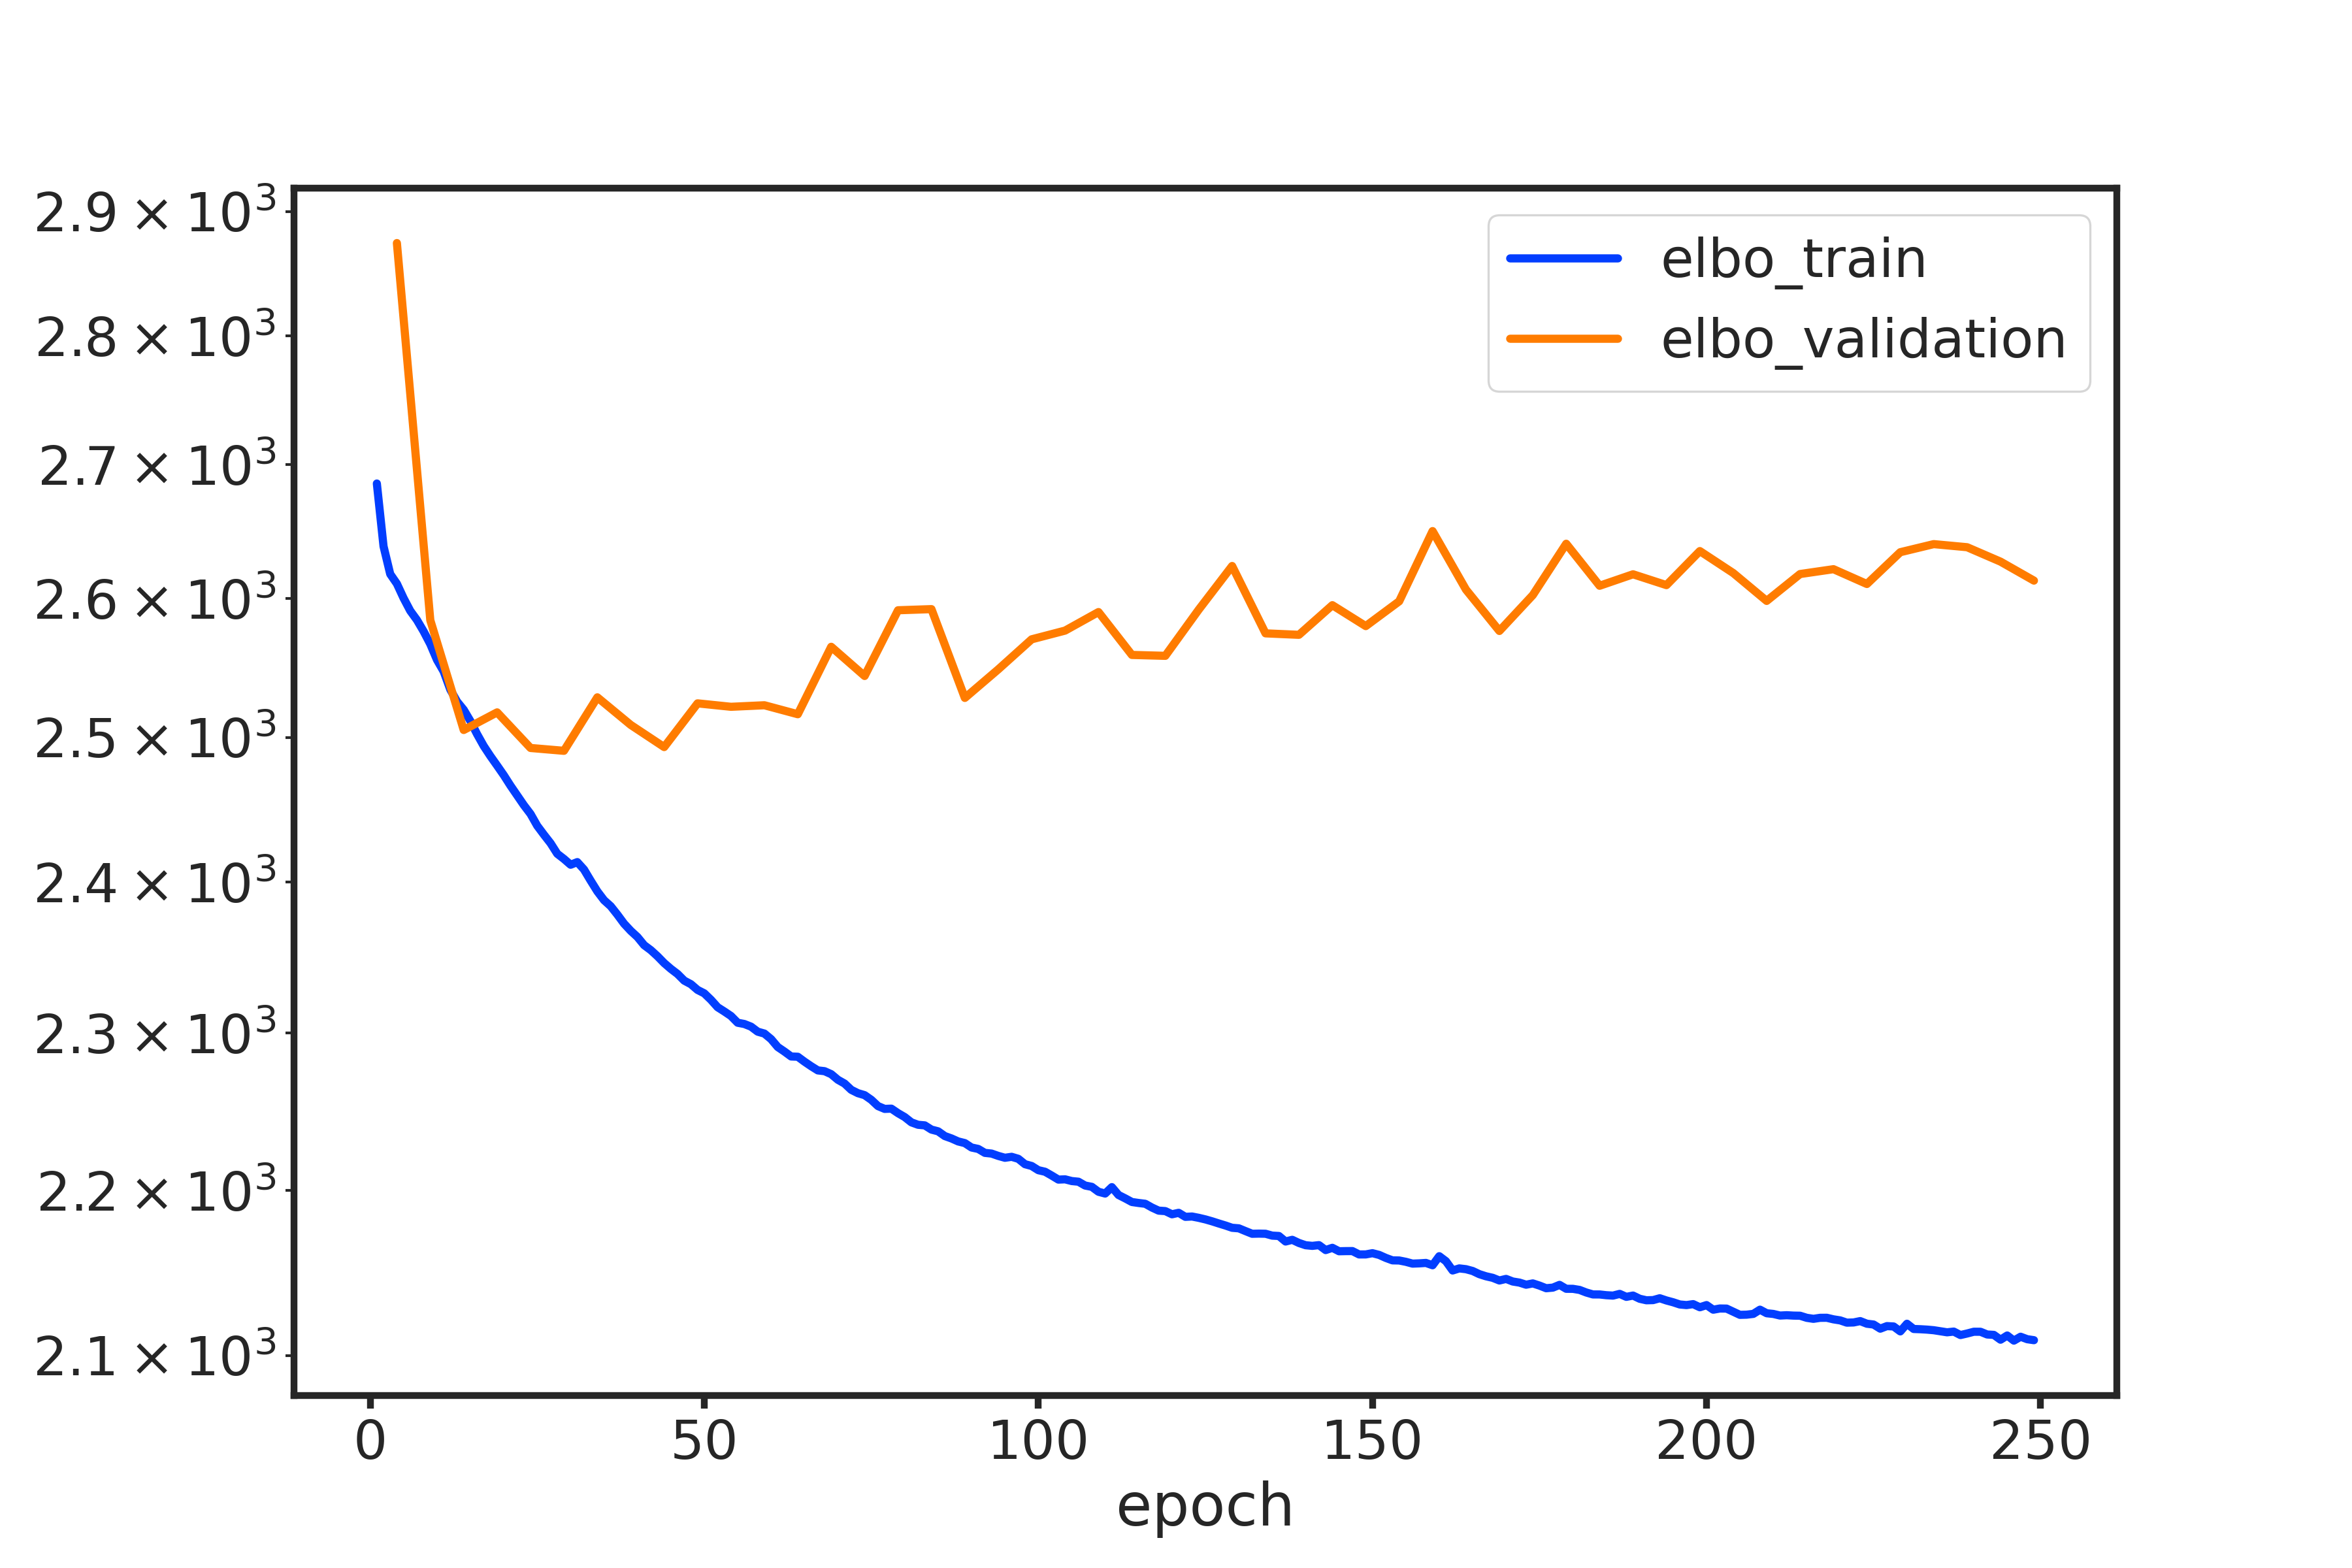 2.9 × 10³
2.8 × 10³
2.7 × 10³
2.6 × 10³
2.5 × 10³
2.4 × 10³
2.3 × 10³
2.2 × 10³
2.1 × 10³
elbo_train
elbo_validation
0 50 100 150 200 250
epoch